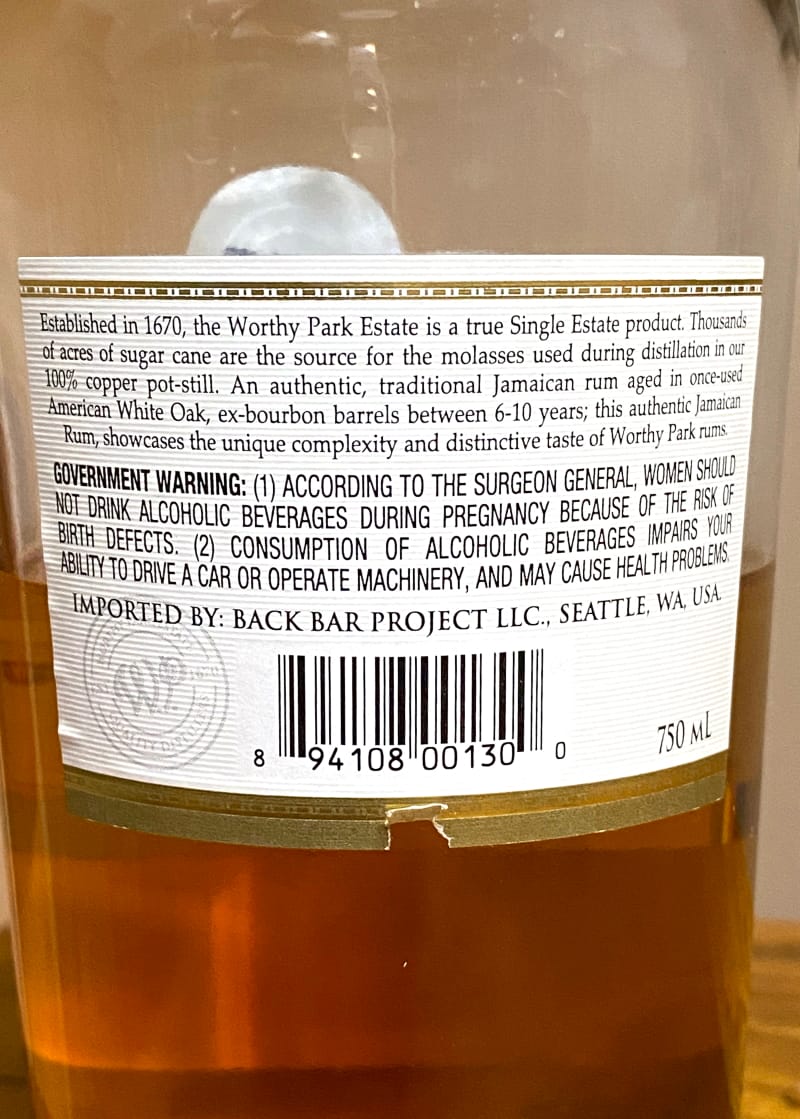 Established in 1670, the Worthy Park Estate is a true Single Estate product. Thousands
of acres of sugar cane are the source for the molasses used during distillation in our
100% copper pot-still. An authentic, traditional Jamaican rum aged in once-used
American White Oak, ex-bourbon barrels between 6-10 years; this authentic Jamaican
Rum, showcases the unique complexity and distinctive taste of Worthy Park rums.
GOVERNMENT WARNING: (1) ACCORDING TO THE SURGEON GENERAL, WOMEN SHOULD
NOT DRINK ALCOHOLIC BEVERAGES DURING PREGNANCY BECAUSE OF THE RISK OF
BIRTH DEFECTS. (2) CONSUMPTION OF ALCOHOLIC BEVERAGES IMPAIRS YOUR
ABILITY TO DRIVE A CAR OR OPERATE MACHINERY, AND MAY CAUSE HEALTH PROBLEMS.
IMPORTED BY: BACK BAR PROJECT LLC., SEATTLE, WA, USA.
1670
QUALITY DISTILLERS
8 94108 00130 0
750 mL